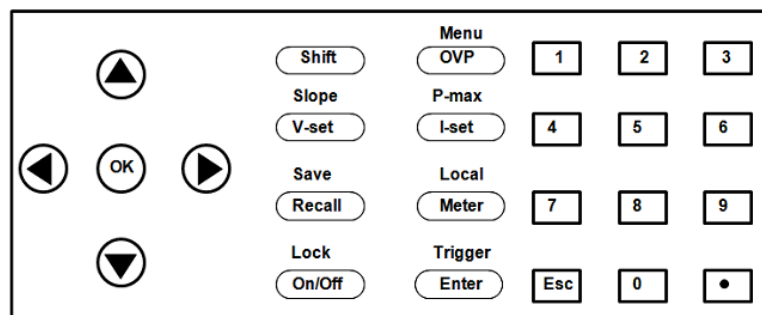 Menu
Shift OVP 1 2 3
Slope P-max
V-set I-set 4 5 6
OK
Save Local
Recall Meter 7 8 9
Lock Trigger
On/Off Enter Esc 0 •